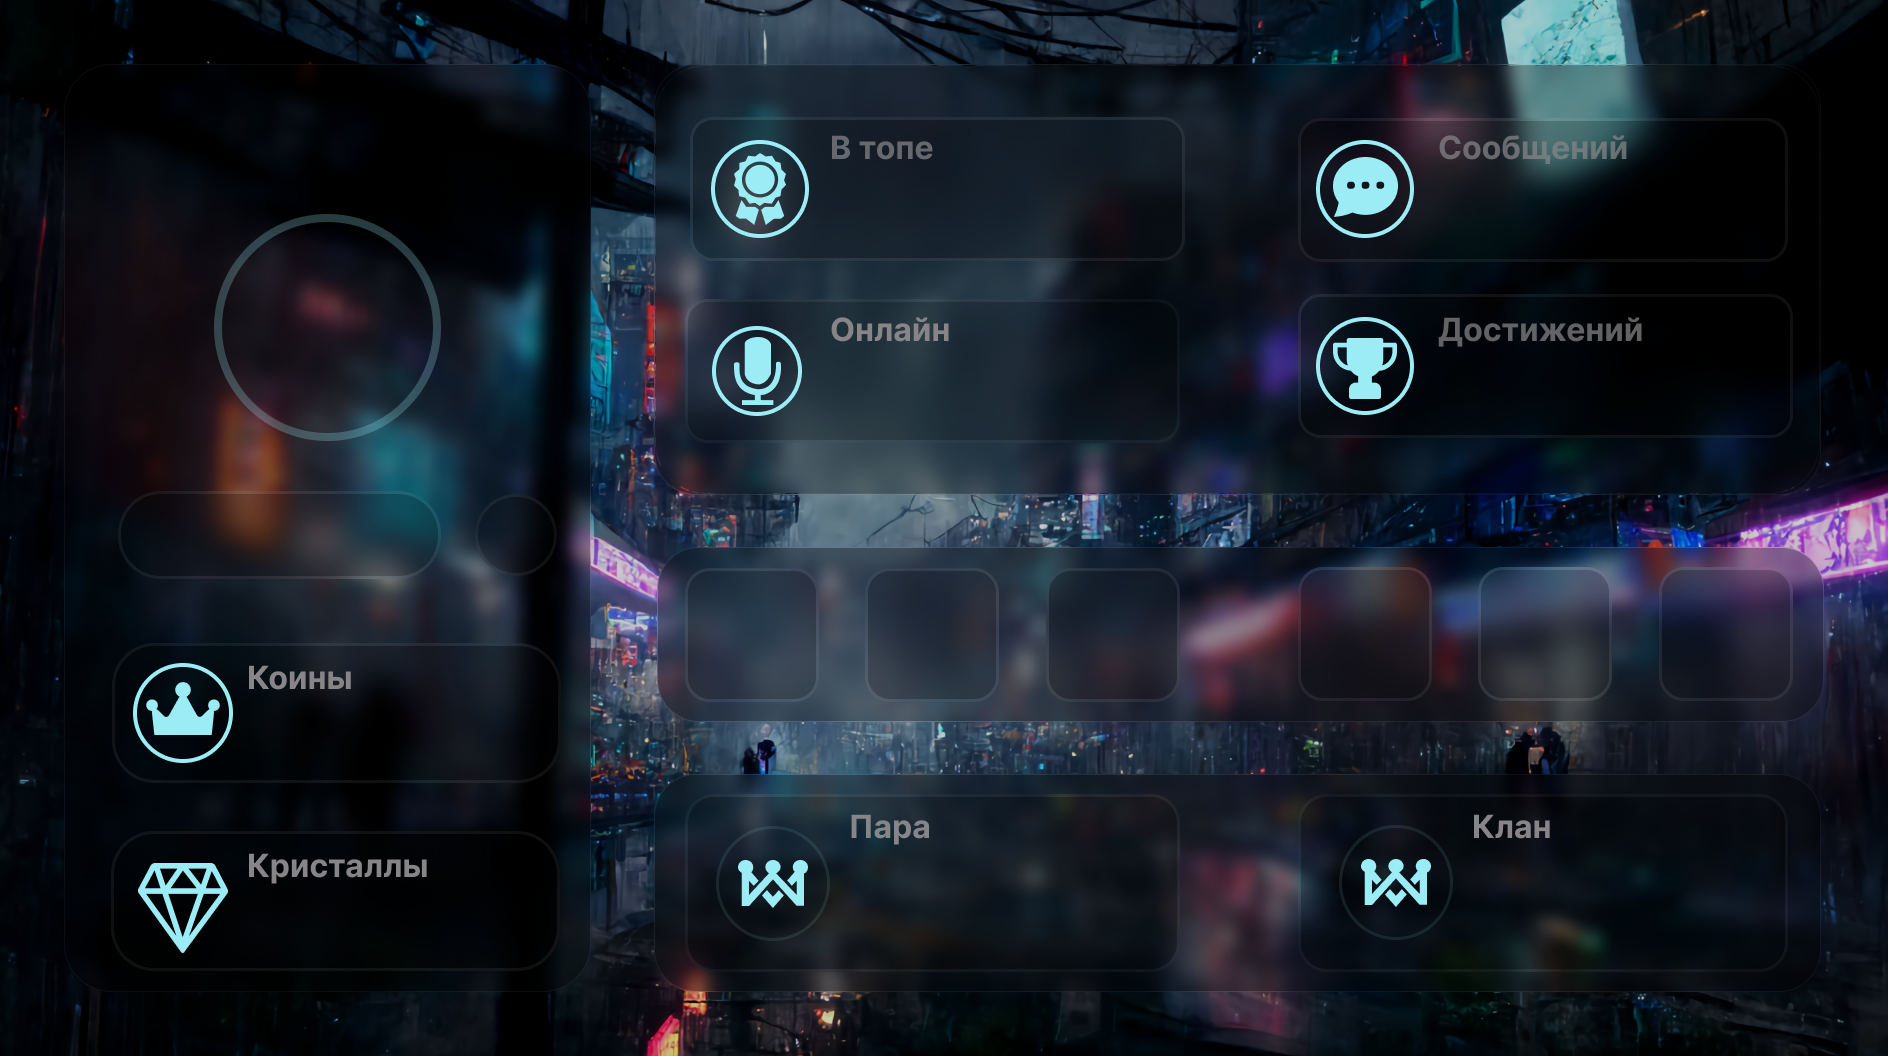 В топе
Сообщений
Онлайн
Достижений
Коины
Кристаллы
Пара
Клан